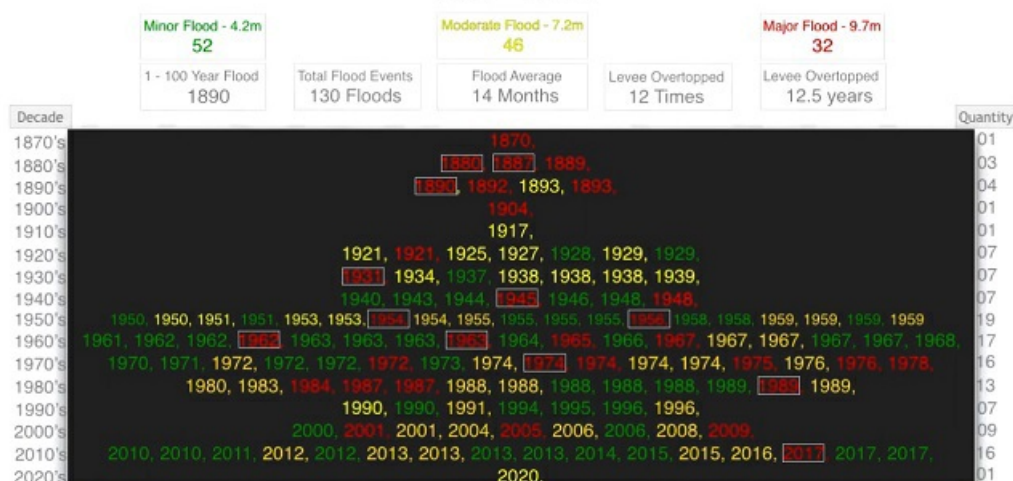 Minor Flood - 4.2m Moderate Flood - 7.2m Major Flood - 9.7m
52 46 32
1 - 100 Year Flood Total Flood Events Flood Average Levee Overtopped Levee Overtopped
1890 130 Floods 14 Months 12 Times 12.5 years
Decade Quantity
1870's 1870, 01
1880's 1880, 1887, 1889, 03
1890's 1890, 1892, 1893, 1893, 04
1900's 1904, 01
1910's 1917, 01
1920's 1921, 1921, 1925, 1927, 1928, 1929, 1929, 07
1930's 1931, 1934, 1937, 1938, 1938, 1938, 1939, 07
1940's 1940, 1943, 1944, 1945, 1946, 1948, 1948, 07
1950's 1950, 1950, 1951, 1951, 1953, 1953, 1954, 1954, 1955, 1955, 1955, 1955, 1956, 1958, 1958, 1959, 1959, 1959, 1959 19
1960's 1961, 1962, 1962, 1962, 1963, 1963, 1963, 1963, 1964, 1965, 1966, 1967, 1967, 1967, 1967, 1967, 1968, 17
1970's 1970, 1971, 1972, 1972, 1972, 1972, 1973, 1974, 1974, 1974, 1974, 1974, 1975, 1976, 1976, 1978, 16
1980's 1980, 1983, 1984, 1987, 1987, 1988, 1988, 1988, 1988, 1988, 1989, 1989, 1989, 13
1990's 1990, 1990, 1991, 1994, 1995, 1996, 1996, 07
2000's 2000, 2001, 2001, 2004, 2005, 2006, 2006, 2008, 2009, 09
2010's 2010, 2010, 2011, 2012, 2012, 2013, 2013, 2013, 2013, 2014, 2015, 2015, 2016, 2017, 2017, 2017, 16
2020's 2020, 01